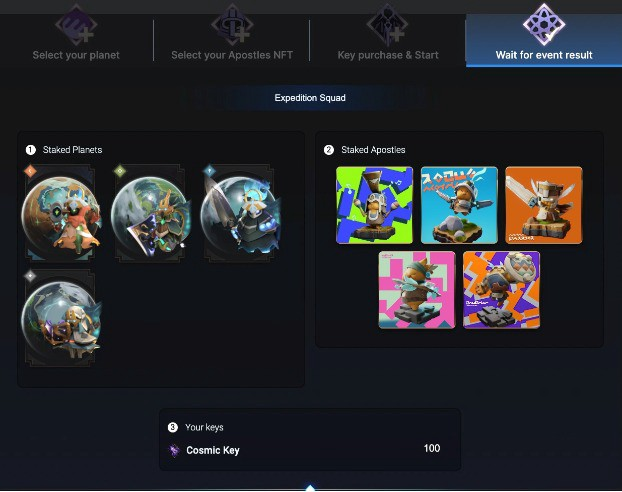 Select your planet
Select your Apostles NFT
Key purchase & Start
Wait for event result
Expedition Squad
1 Staked Planets
2 Staked Apostles
3 Your keys
Cosmic Key 100